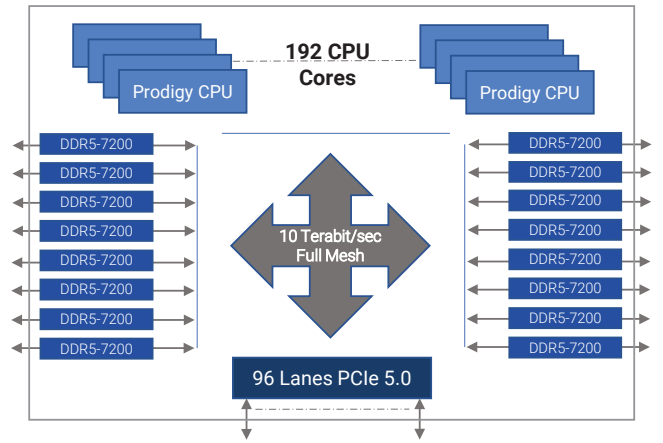 192 CPU
Cores
Prodigy CPU
Prodigy CPU
DDR5-7200
DDR5-7200
DDR5-7200
DDR5-7200
DDR5-7200
DDR5-7200
DDR5-7200
DDR5-7200
10 Terabit/sec
Full Mesh
DDR5-7200
DDR5-7200
DDR5-7200
DDR5-7200
DDR5-7200
DDR5-7200
DDR5-7200
DDR5-7200
96 Lanes PCIe 5.0